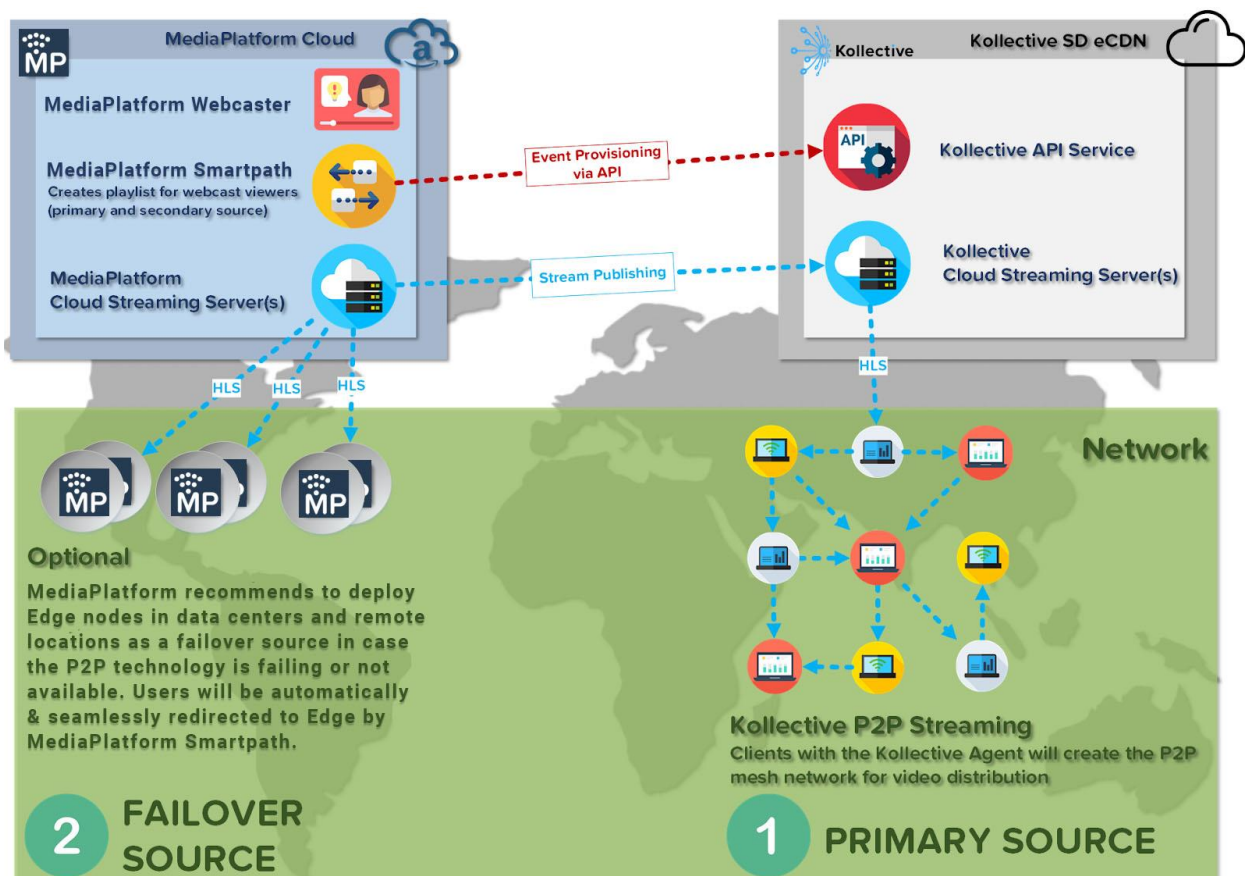 MP
MediaPlatform Cloud
a
MediaPlatform Webcaster
MediaPlatform Smartpath
Creates playlist for webcast viewers
(primary and secondary source)
MediaPlatform
Cloud Streaming Server(s)
Event Provisioning
via API
Stream Publishing
Kollective
Kollective SD eCDN
API
Kollective API Service
Kollective
Cloud Streaming Server(s)
HLS
HLS
HLS
HLS
Network
MP
MP
MP
Optional
MediaPlatform recommends to deploy
Edge nodes in data centers and remote
locations as a failover source in case
the P2P technology is failing or not
available. Users will be automatically
& seamlessly redirected to Edge by
MediaPlatform Smartpath.
Kollective P2P Streaming
Clients with the Kollective Agent will create the P2P
mesh network for video distribution
2
FAILOVER
SOURCE
1
PRIMARY SOURCE